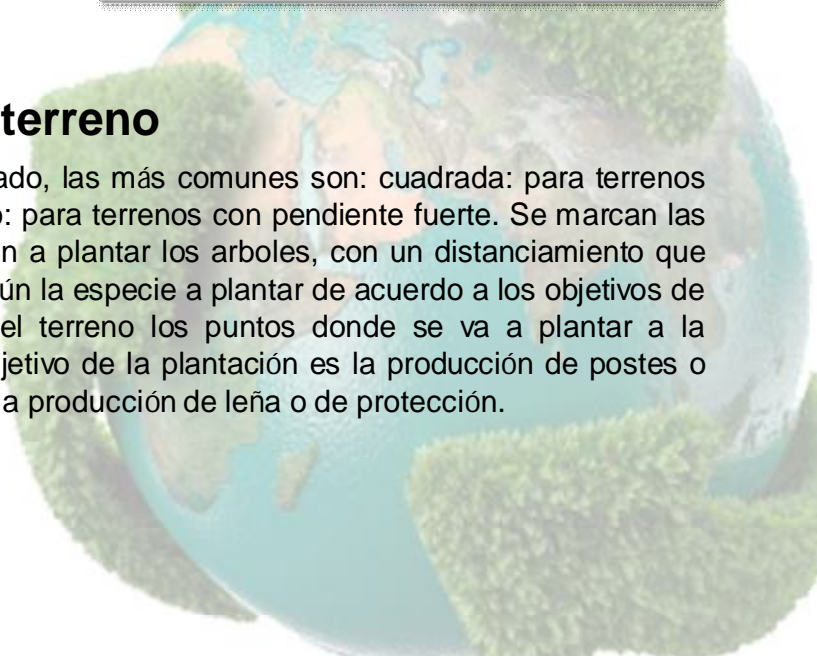 terreno
ado, las más comunes son: cuadrada: para terrenos
o: para terrenos con pendiente fuerte. Se marcan las
n a plantar los arboles, con un distanciamiento que
ún la especie a plantar de acuerdo a los objetivos de
el terreno los puntos donde se va a plantar a la
jetivo de la plantación es la producción de postes o
a producción de leña o de protección.